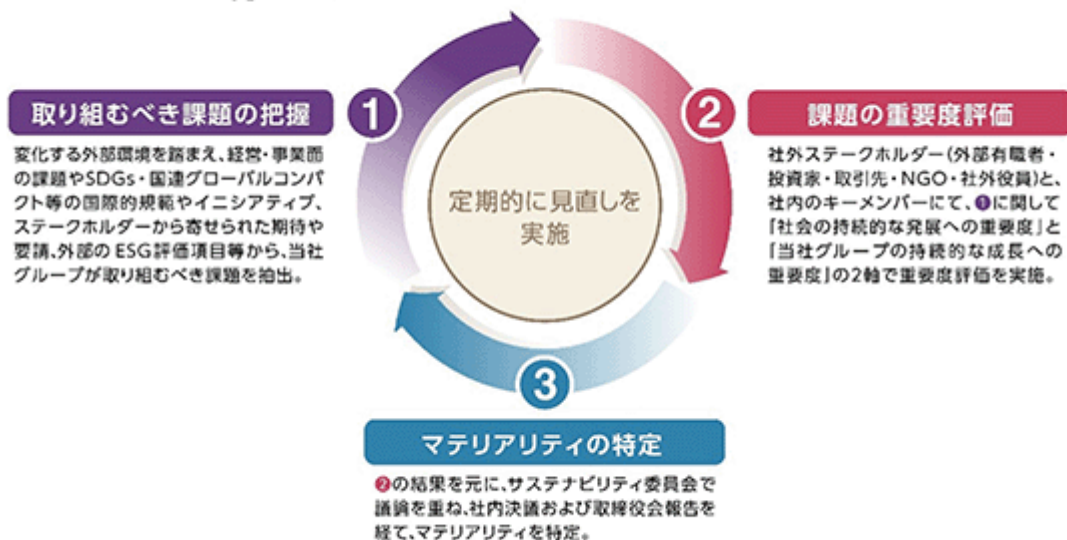 1
取り組むべき課題の把握
変化する外部環境を踏まえ、経営・事業面
の課題やSDGs・国連グローバルコンパ
クト等の国際的規範やイニシアティブ、
ステークホルダーから寄せられた期待や
要請、外部のESG評価項目等から、当社
グループが取り組むべき課題を抽出。
2
課題の重要度評価
社外ステークホルダー(外部有職者・
投資家・取引先・NGO・社外役員)と、
社内のキーメンバーにて、❶に関して
「社会の持続的な発展への重要度」と
「当社グループの持続的な成長への
重要度」の2軸で重要度評価を実施。
定期的に見直しを
実施
3
マテリアリティの特定
❷の結果を元に、サステナビリティ委員会で
議論を重ね、社内決議および取締役会報告を
経て、マテリアリティを特定。